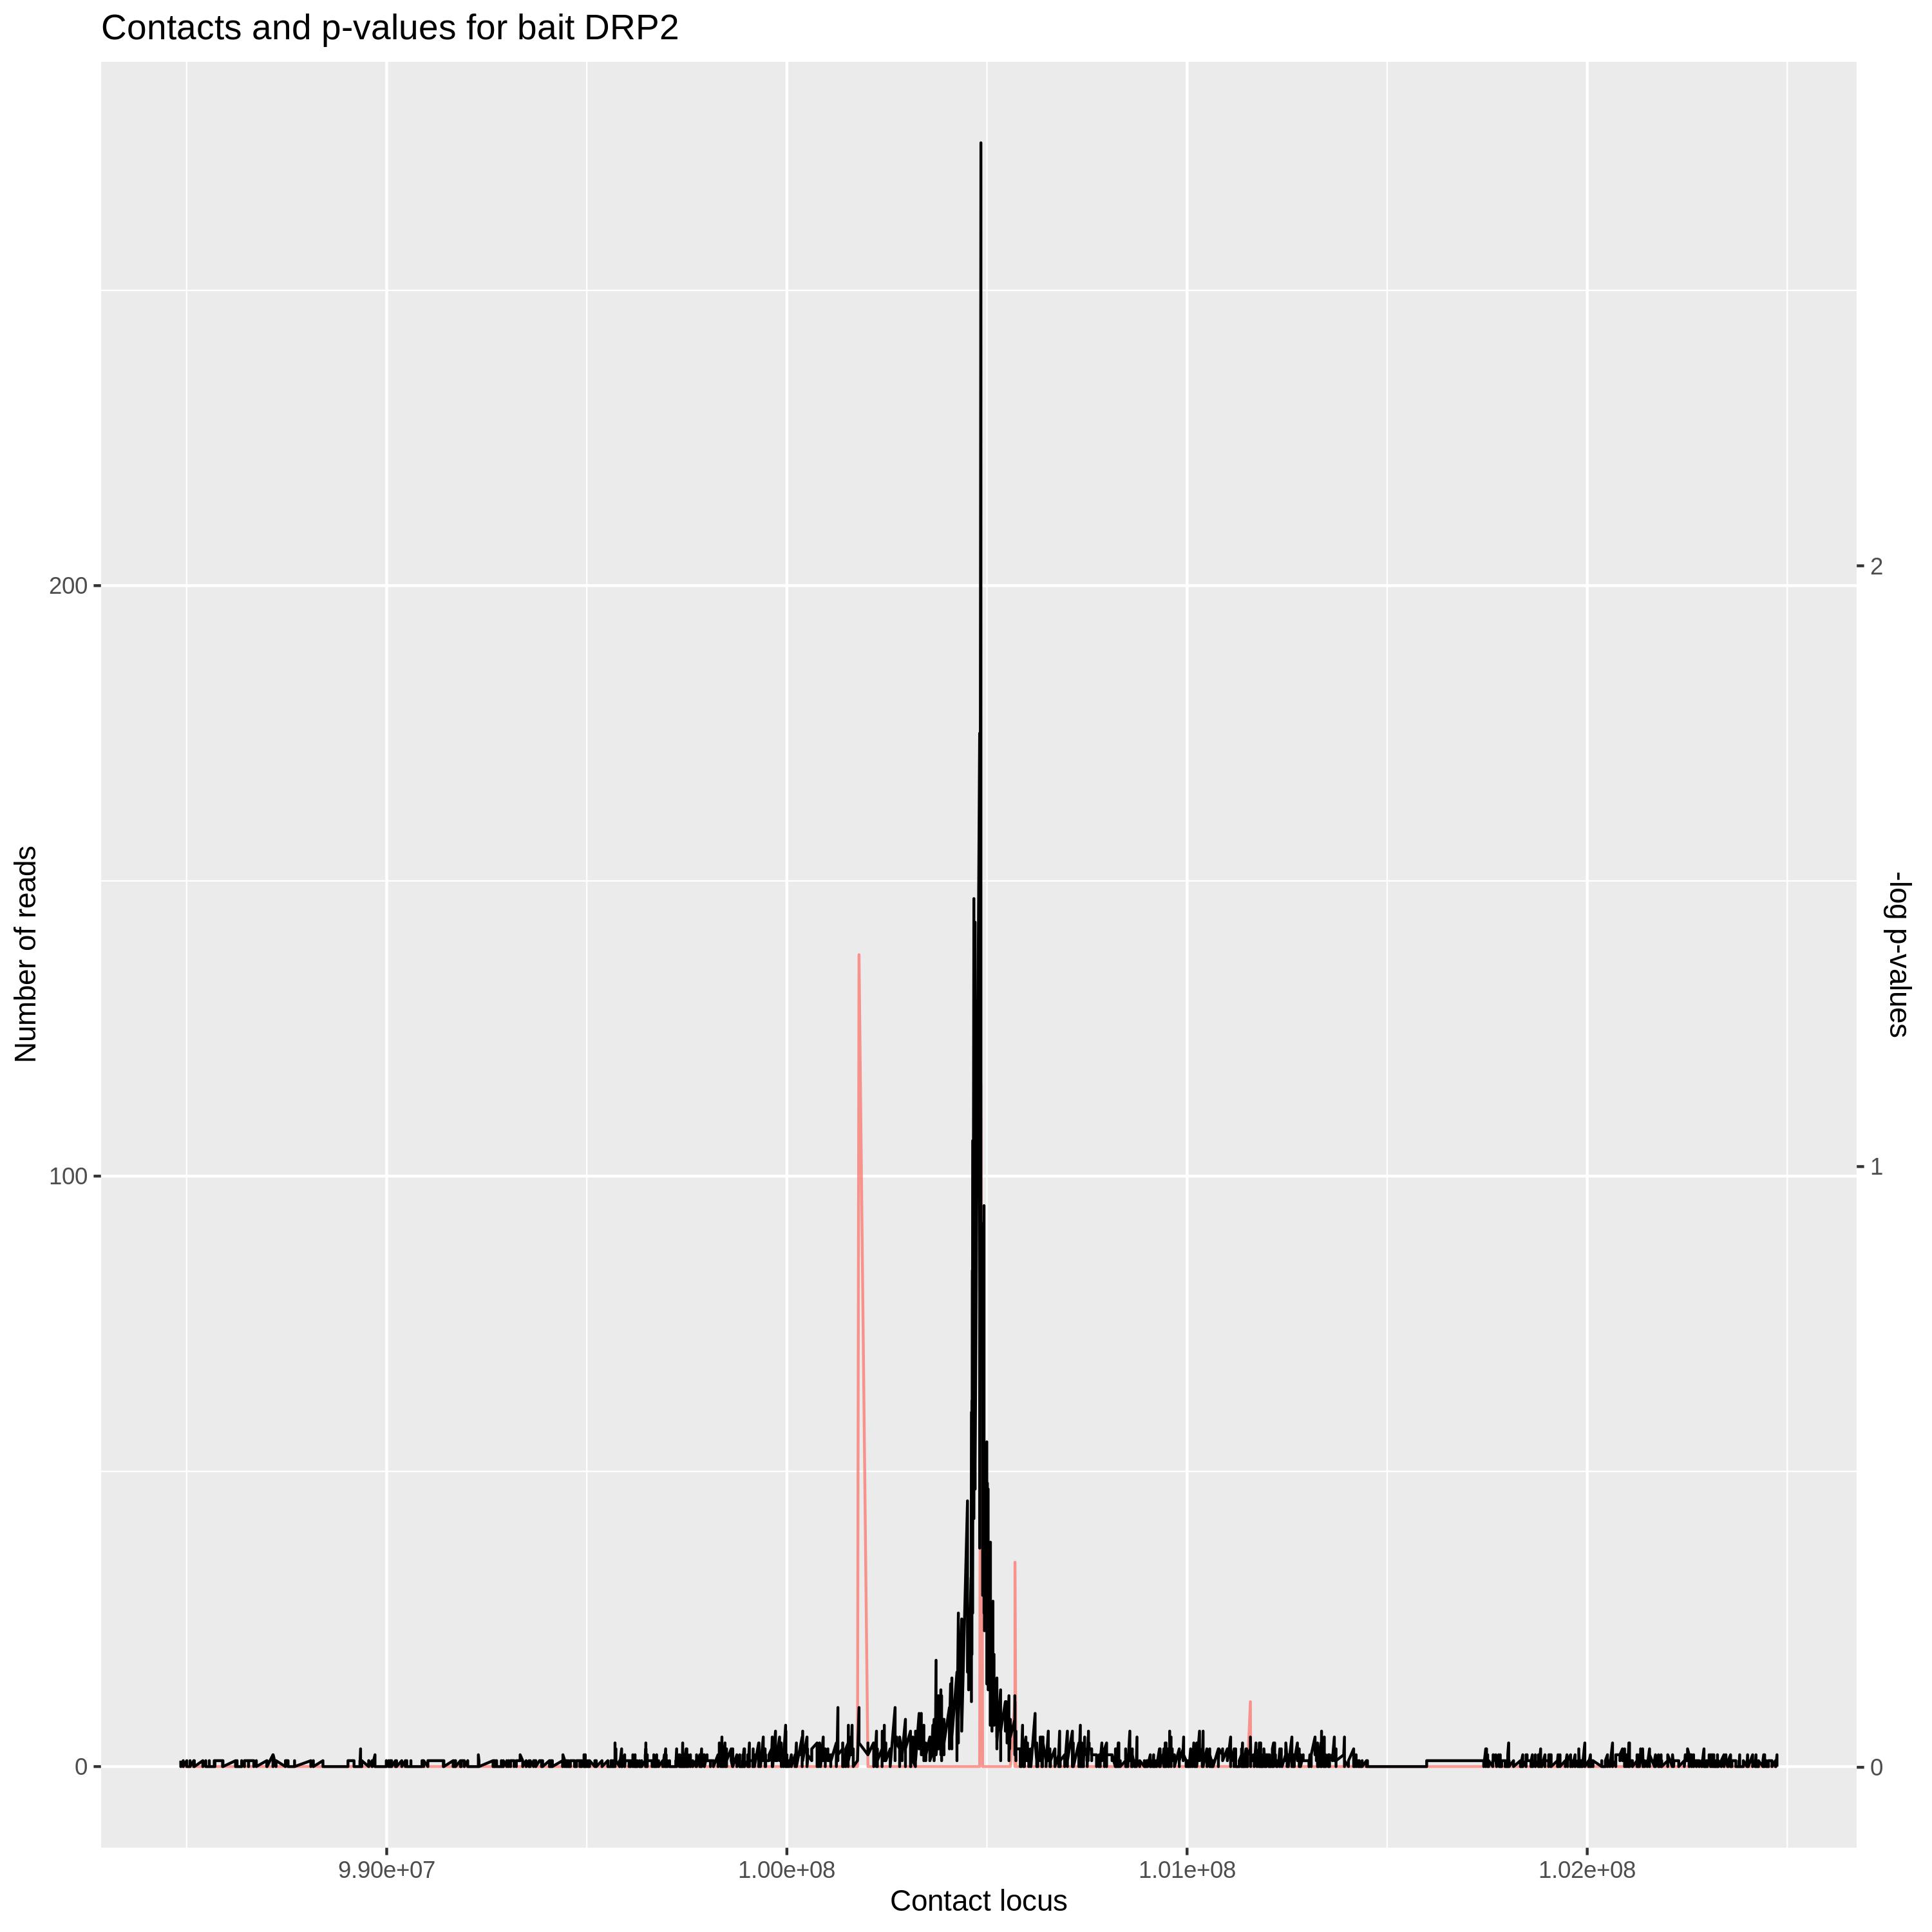 Contacts and p-values for bait DRP2
Number of reads
200
100
0
2
1
0
-log p-values
9.90e+07
1.00e+08
1.01e+08
1.02e+08
Contact locus